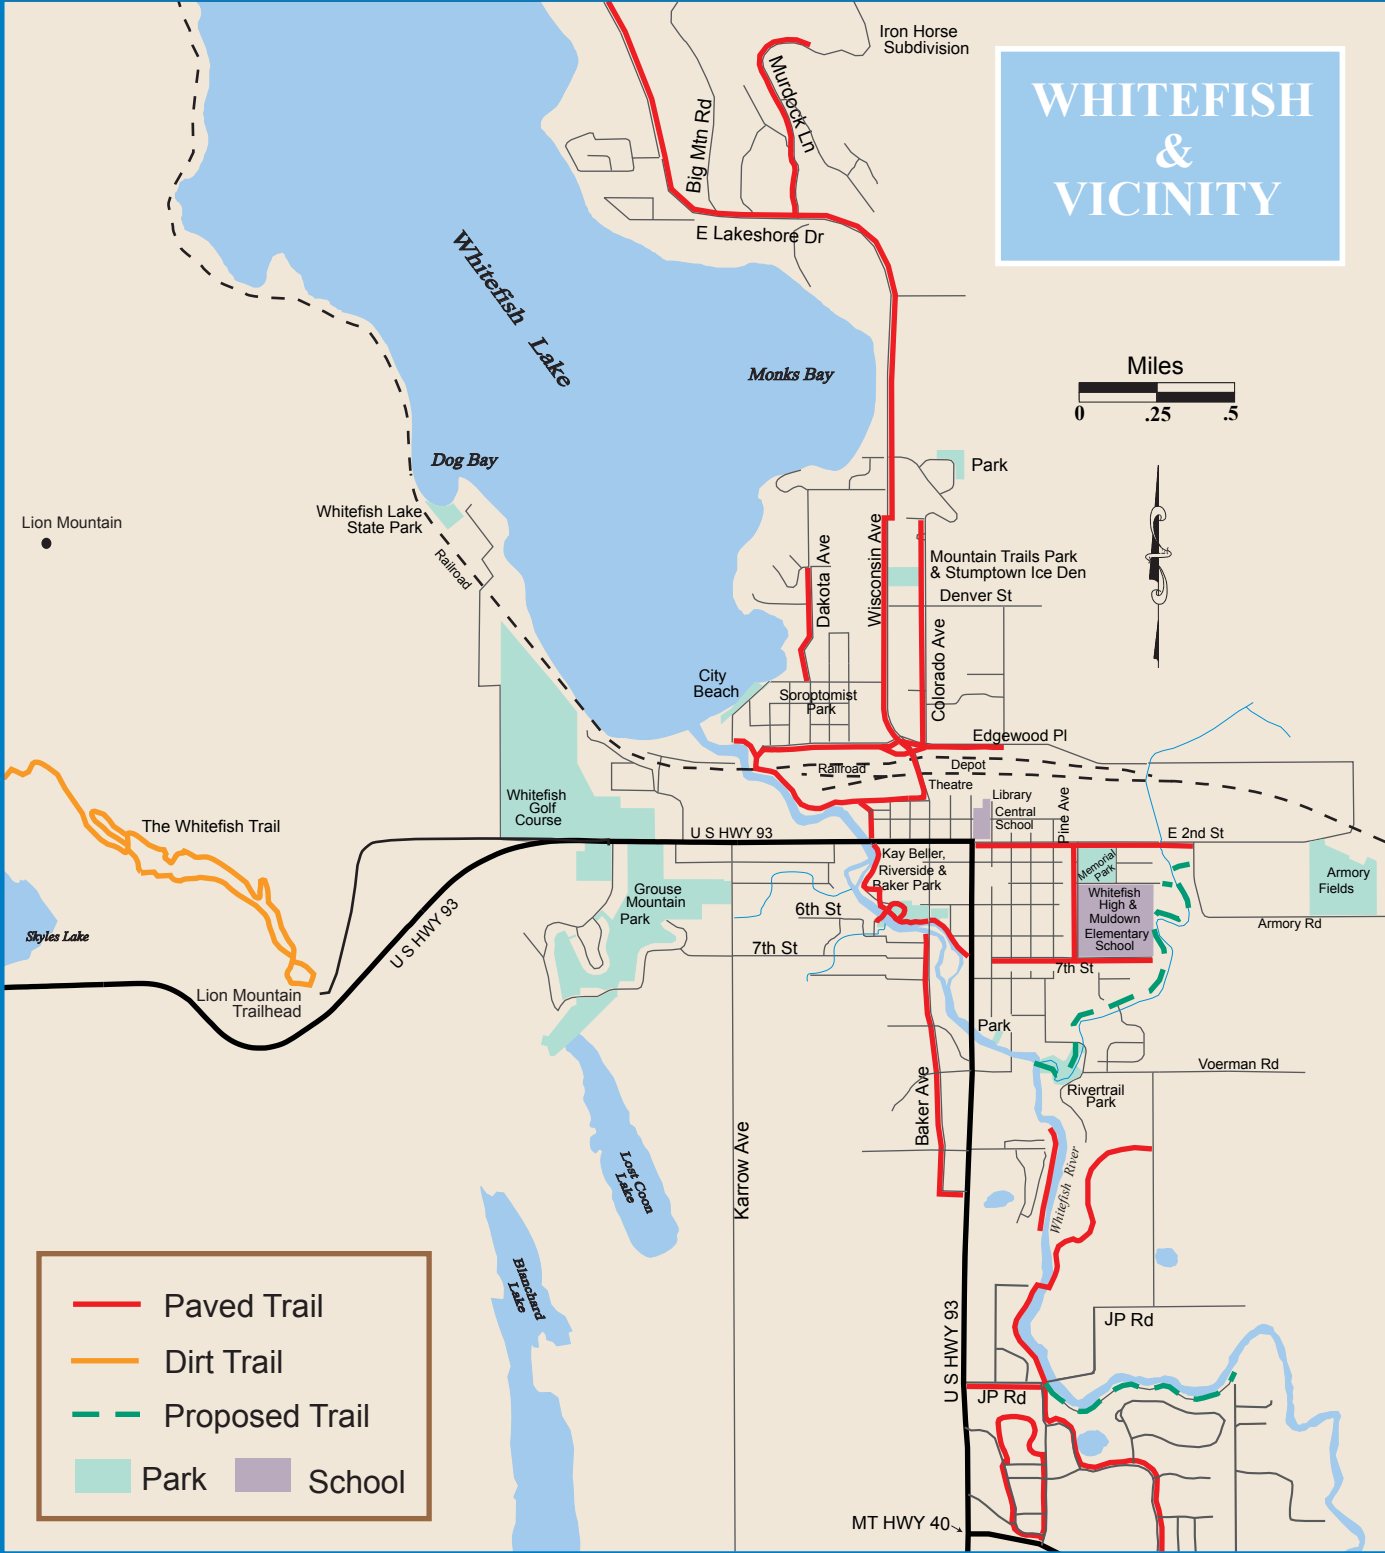 Iron Horse
Subdivision
WHITEFISH
&
VICINITY
Murdock Ln
Big Mtn Rd
E Lakeshore Dr
Whitefish Lake
Miles
0 .25 .5
Monks Bay
Dog Bay
Park
Whitefish Lake
State Park
Lion Mountain
Railroad
Wisconsin Ave
Dakota Ave
Mountain Trails Park
& Stumptown Ice Den
Denver St
Colorado Ave
City
Beach
Soroptomist
Park
Edgewood Pl
Railroad
Depot
Theatre
Library
Central
School
Pine Ave
Whitefish
Golf
Course
The Whitefish Trail
U S HWY 93
E 2nd St
Kay Beller,
Riverside &
Baker Park
Memorial
Park
Armory
Fields
Grouse
Mountain
Park
Whitefish
High &
Muldown
Elementary
School
6th St
Armory Rd
Skyles Lake
U S HWY 93
7th St
7th St
Lion Mountain
Trailhead
Park
Voerman Rd
Rivertrail
Park
Baker Ave
Karrow Ave
Lost Coon
Lake
Whitefish River
Blanchard
Lake
U S HWY 93
JP Rd
JP Rd
MT HWY 40
Paved Trail
Dirt Trail
Proposed Trail
Park
School